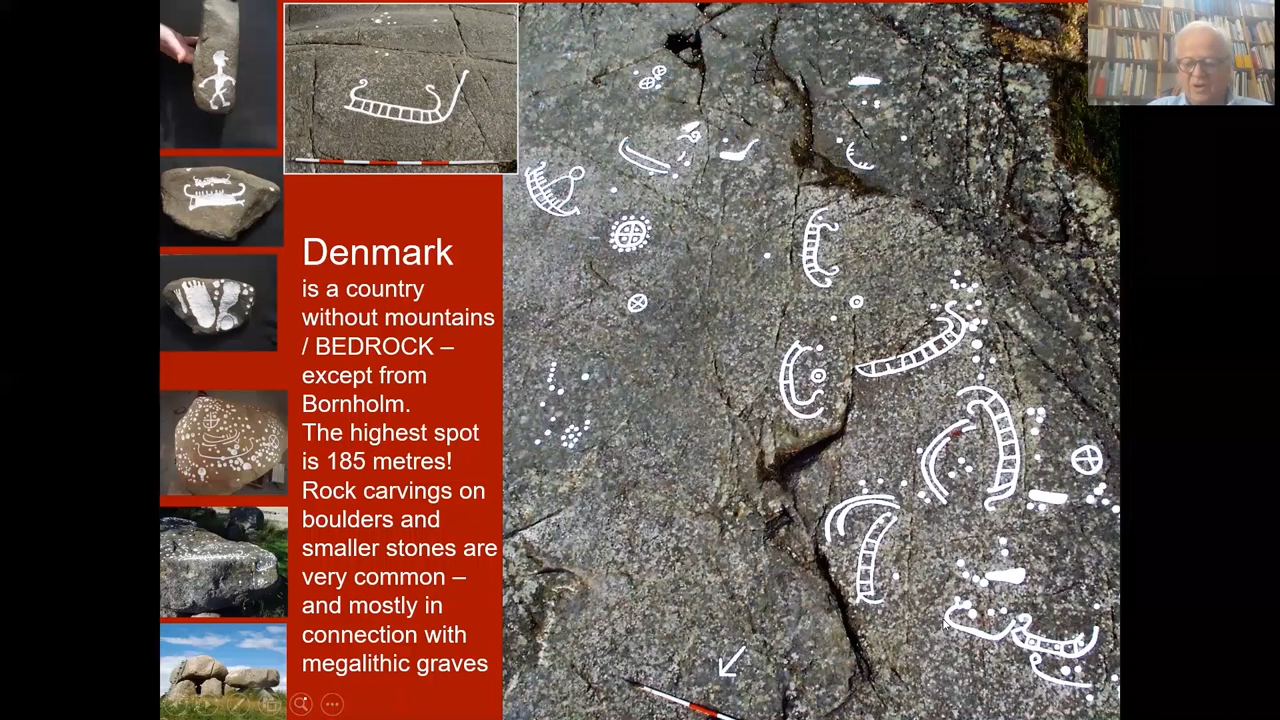 Denmark
is a country
without mountains
/ BEDROCK –
except from
Bornholm.
The highest spot
is 185 metres!
Rock carvings on
boulders and
smaller stones are
very common –
and mostly in
connection with
megalithic graves